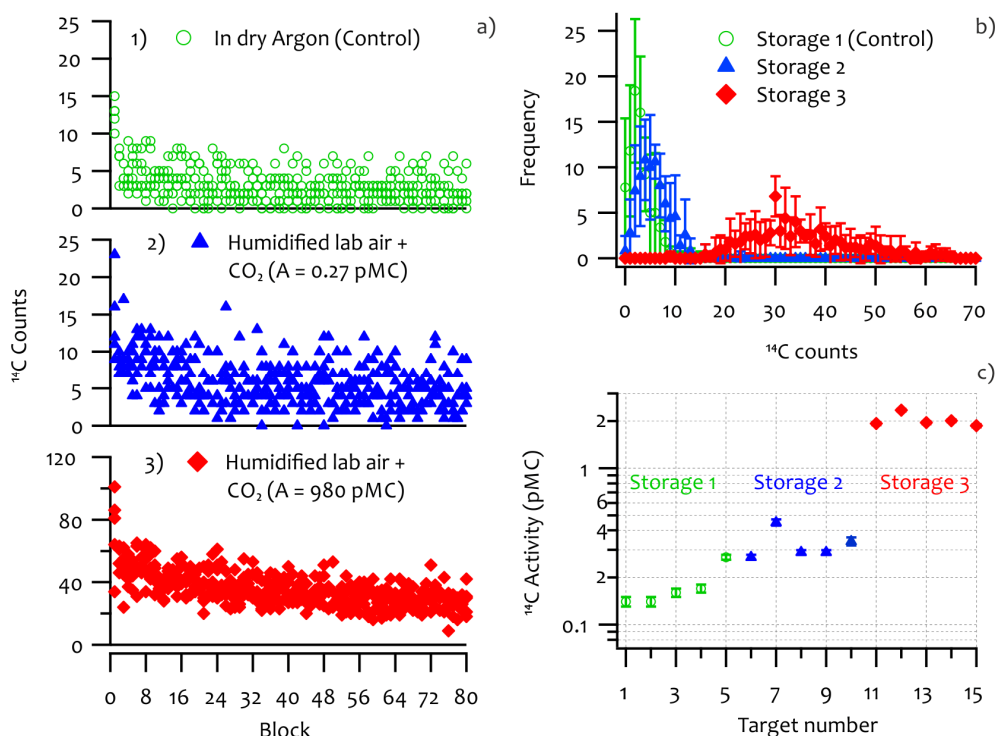 a)
1) In dry Argon (Control)
25
20
15
10
5
0
2) Humidified lab air +
CO₂ (A = 0.27 pMC)
25
20
15
10
5
0
3) Humidified lab air +
CO₂ (A = 980 pMC)
120
80
40
0
¹⁴C Counts
0 8 16 24 32 40 48 56 64 72 80
Block
b)
Storage 1 (Control)
Storage 2
Storage 3
25
20
15
10
5
0
Frequency
0 10 20 30 40 50 60 70
¹⁴C counts
c)
2
1
4
2
0.1
Storage 1 Storage 2 Storage 3
¹⁴C Activity (pMC)
1 3 5 7 9 11 13 15
Target number